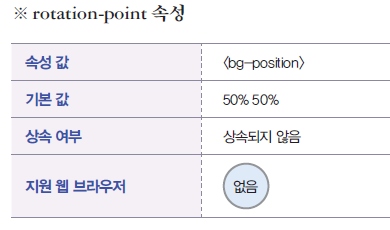 ※ rotation-point 속성
속성 값 〈bg-position〉
기본 값 50% 50%
상속 여부 상속되지 않음
지원 웹 브라우저 없음